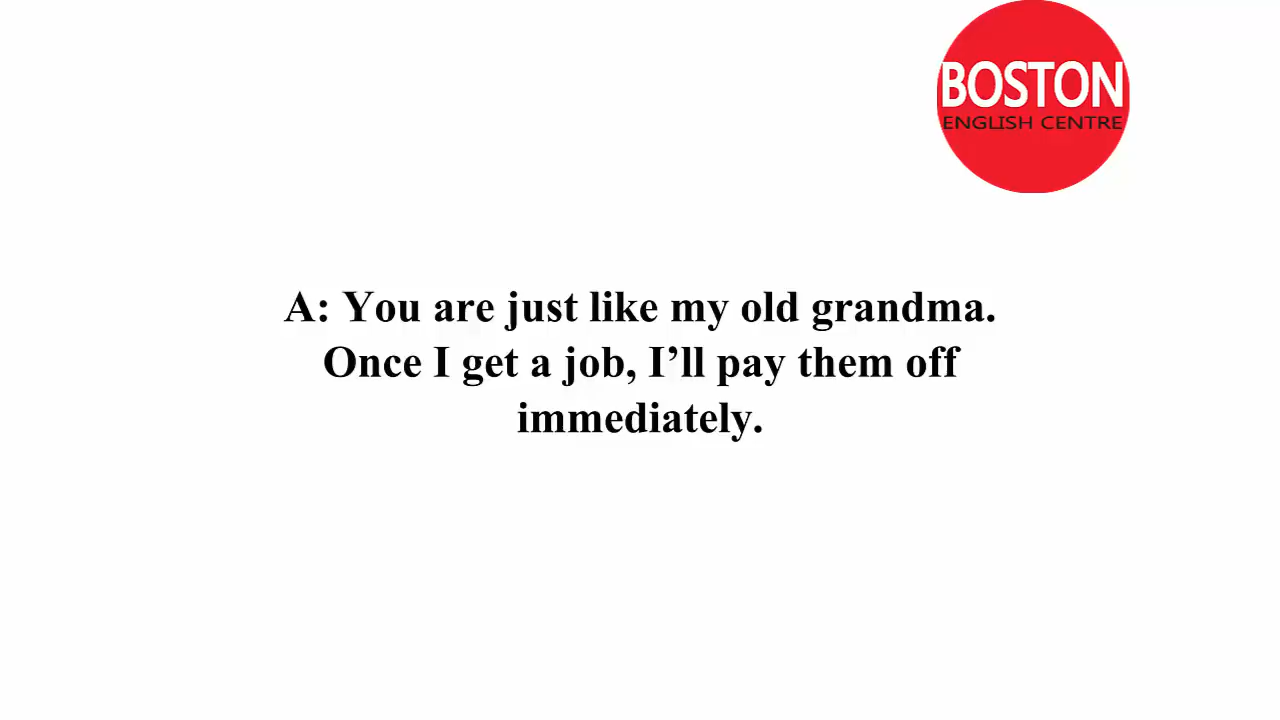 BOSTON
ENGLISH CENTRE
A: You are just like my old grandma.
Once I get a job, I’ll pay them off
immediately.